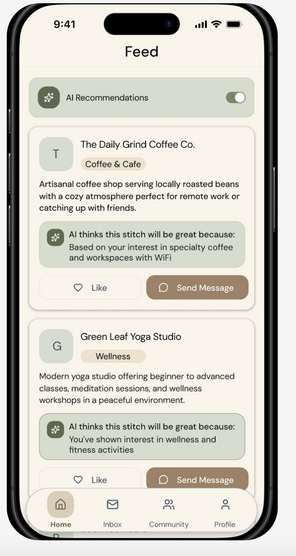 9:41
Feed
AI Recommendations
T
The Daily Grind Coffee Co.
Coffee & Cafe
Artisanal coffee shop serving locally roasted beans
with a cozy atmosphere perfect for remote work or
catching up with friends.
AI thinks this stitch will be great because:
Based on your interest in specialty coffee
and workspaces with WiFi
Like
Send Message
G
Green Leaf Yoga Studio
Wellness
Modern yoga studio offering beginner to advanced
classes, meditation sessions, and wellness
workshops in a peaceful environment.
AI thinks this stitch will be great because:
You've shown interest in wellness and
fitness activities
Like
Send Message
Home
Inbox
Community
Profile